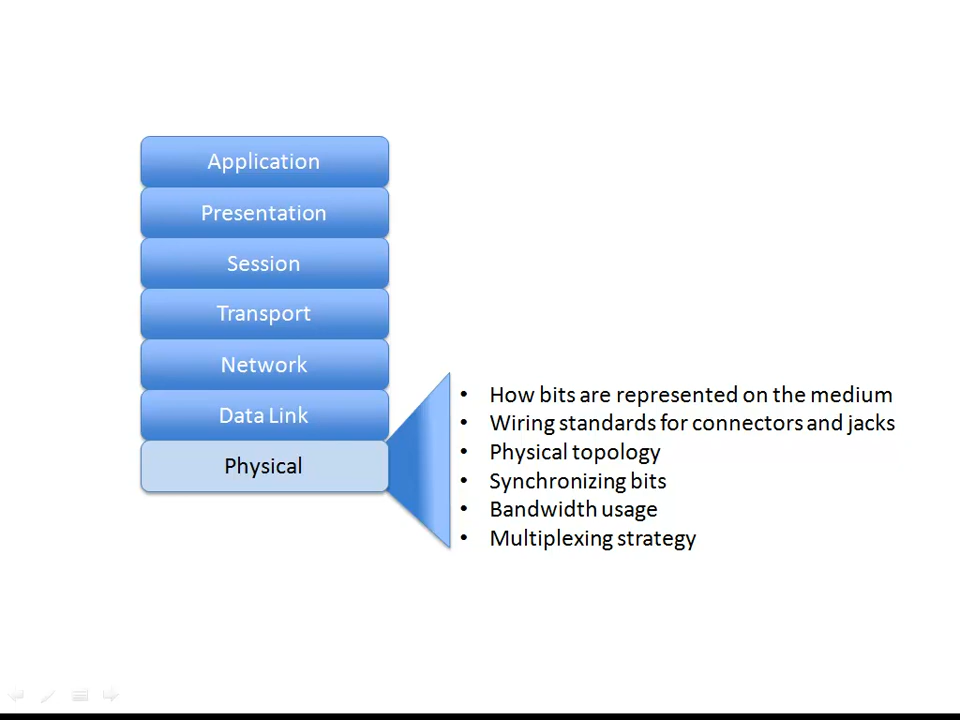 Application
Presentation
Session
Transport
Network
Data Link
Physical
• How bits are represented on the medium
• Wiring standards for connectors and jacks
• Physical topology
• Synchronizing bits
• Bandwidth usage
• Multiplexing strategy